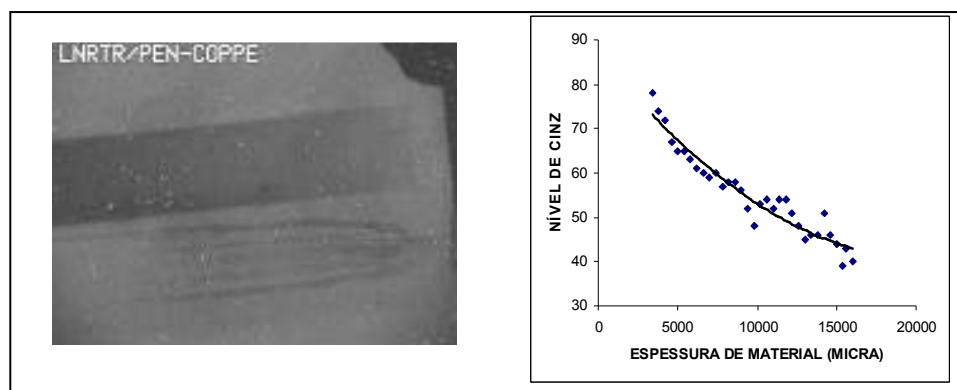 LNRTR/PEN-COPPE
90
80
70
60
50
40
30
0 5000 10000 15000 20000
NÍVEL DE CINZ
ESPESSURA DE MATERIAL (MICRA)